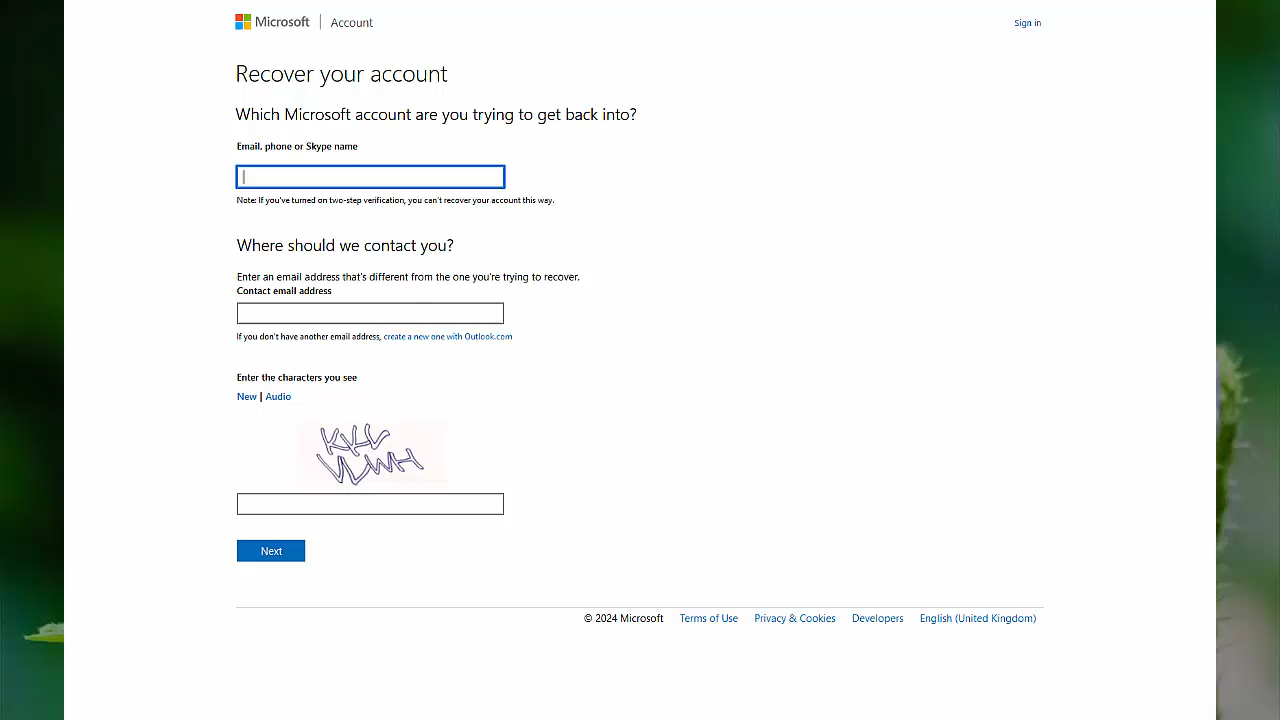 Microsoft | Account
Sign in
Recover your account
Which Microsoft account are you trying to get back into?
Email, phone or Skype name
Note: If you've turned on two-step verification, you can't recover your account this way.
Where should we contact you?
Enter an email address that's different from the one you're trying to recover.
Contact email address
If you don't have another email address, create a new one with Outlook.com
Enter the characters you see
New | Audio
Next
© 2024 Microsoft Terms of Use Privacy & Cookies Developers English (United Kingdom)